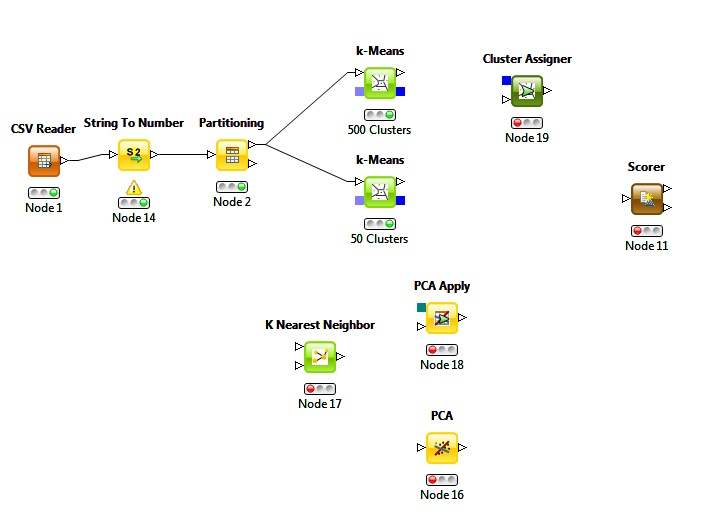 k-Means
500 Clusters
Cluster Assigner
Node 19
CSV Reader
Node 1
String To Number
S2
Node 14
Partitioning
Node 2
k-Means
50 Clusters
Scorer
Node 11
PCA Apply
Node 18
K Nearest Neighbor
Node 17
PCA
Node 16